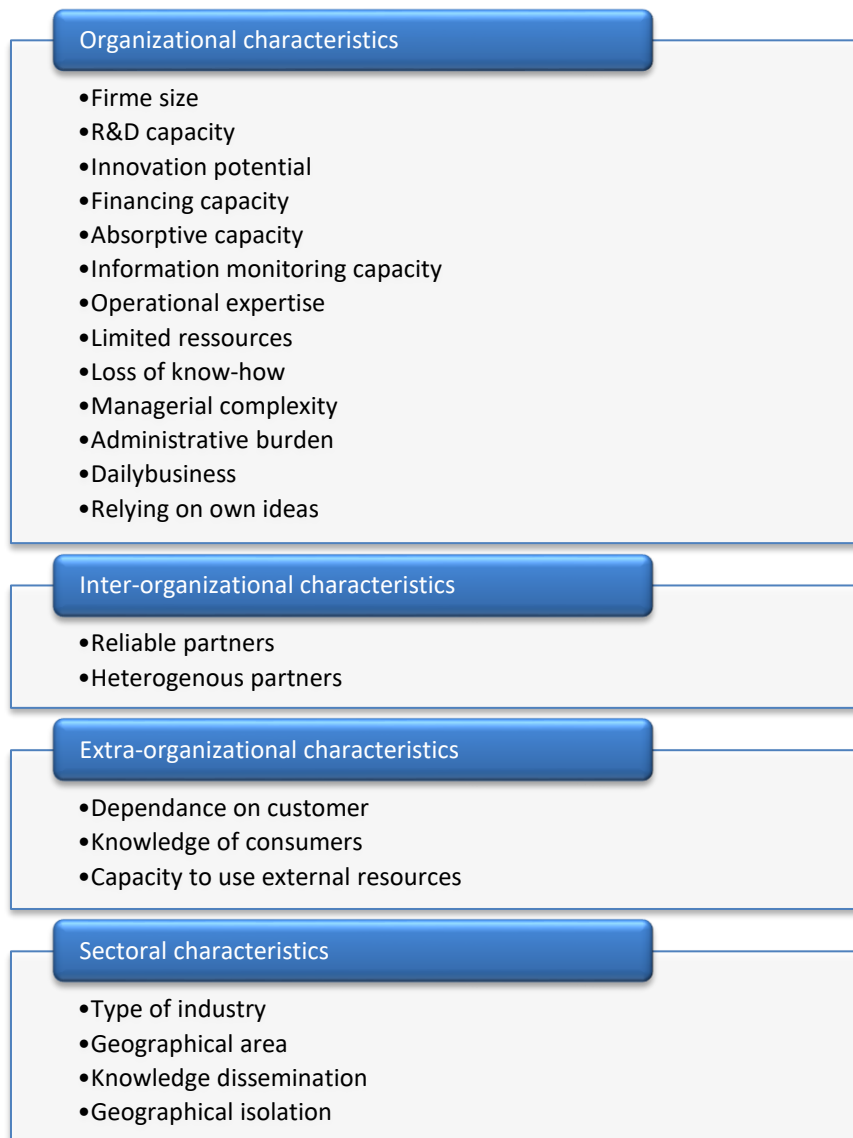 Organizational characteristics
•Firme size
•R&D capacity
•Innovation potential
•Financing capacity
•Absorptive capacity
•Information monitoring capacity
•Operational expertise
•Limited ressources
•Loss of know-how
•Managerial complexity
•Administrative burden
•Dailybusiness
•Relying on own ideas
Inter-organizational characteristics
•Reliable partners
•Heterogenous partners
Extra-organizational characteristics
•Dependance on customer
•Knowledge of consumers
•Capacity to use external resources
Sectoral characteristics
•Type of industry
•Geographical area
•Knowledge dissemination
•Geographical isolation